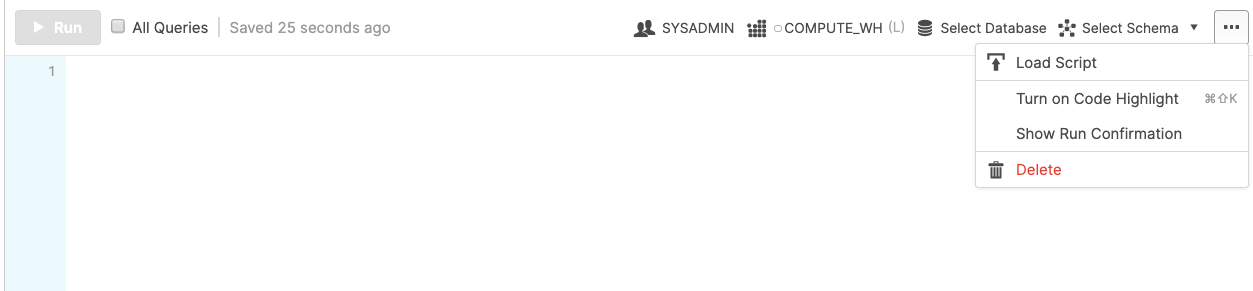 Run All Queries Saved 25 seconds ago SYSADMIN COMPUTE_WH (L) Select Database Select Schema
1
Load Script
Turn on Code Highlight ⌘⇧K
Show Run Confirmation
Delete